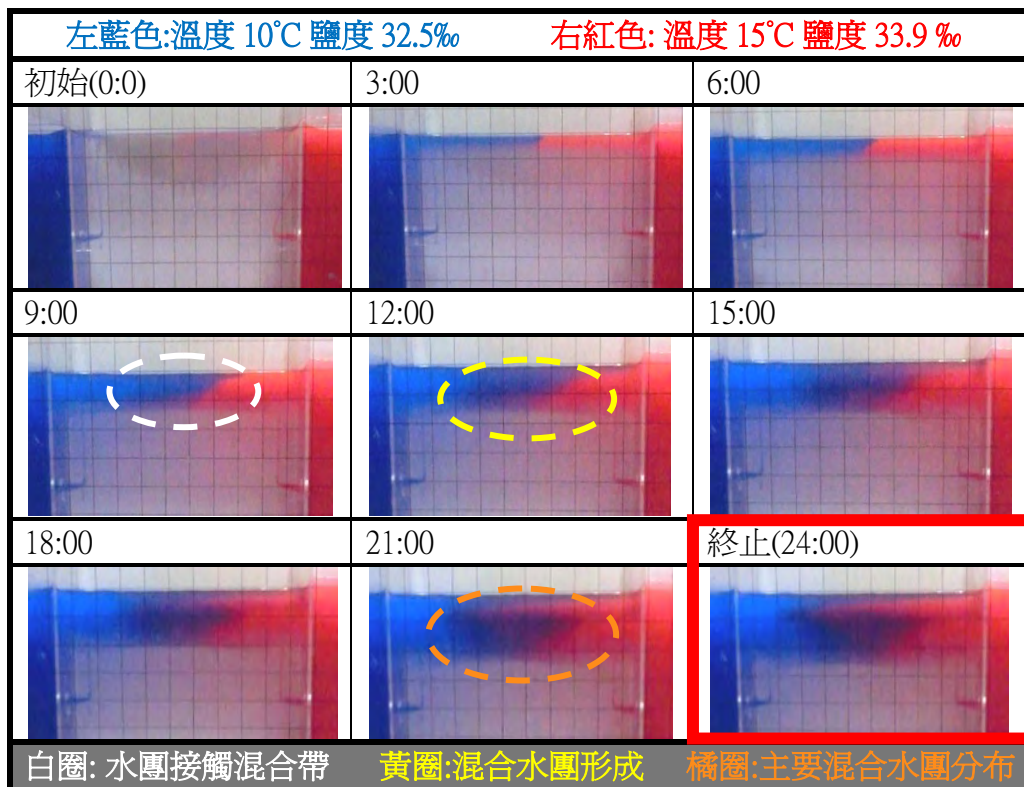 左藍色:溫度 10℃ 鹽度 32.5‰ 右紅色: 溫度 15℃ 鹽度 33.9 ‰
初始(0:0) 3:00 6:00
9:00 12:00 15:00
18:00 21:00 終止(24:00)
白圈: 水團接觸混合帶 黃圈:混合水團形成 橘圈:主要混合水團分布